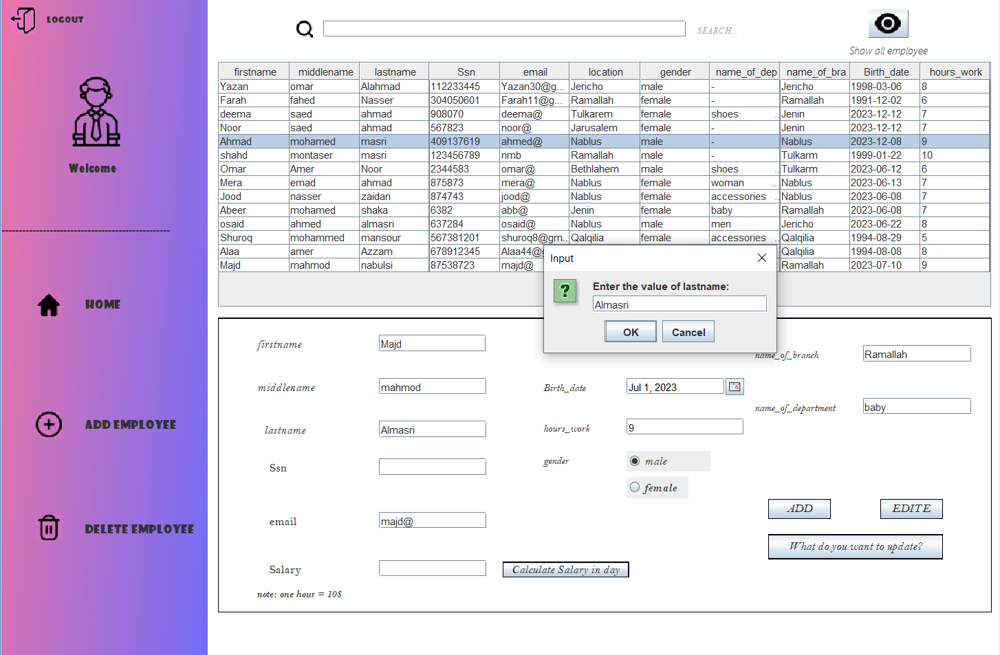 LOGOUT
Welcome
------------------------------------------------
HOME
ADD EMPLOYEE
DELETE EMPLOYEE
SEARCH...
Show all employee
firstname middlename lastname Ssn email location gender name_of_dep name_of_bra Birth_date hours_work
Yazan omar Alahmad 112233445 Yazan30@g... Jericho male - Jericho 1998-03-06 8
Farah fahed Nasser 304050601 Farah11@g... Ramallah female - Ramallah 1991-12-02 6
deema saed ahmad 908070 deema@ Tulkarem female shoes ... Jenin 2023-12-12 7
Noor saed ahmad 567823 noor@ Jarusalem female - Jenin 2023-12-12 7
Ahmad mohamed masri 409137619 ahmed@ Nablus male - Nablus 2023-12-08 9
shahd montaser masri 123456789 nmb Ramallah male - Tulkarm 1999-01-22 10
Omar Amer Noor 2344583 omar@ Bethlahem male shoes ... Tulkarm 2023-06-12 6
Mera emad ahmad 875873 mera@ Nablus female woman ... Nablus 2023-06-13 7
Jood nasser zaidan 874743 jood@ Nablus female accessories ... Nablus 2023-06-08 7
Abeer mohamed shaka 6382 abb@ Jenin female baby Ramallah 2023-06-08 7
osaid ahmed almasri 637284 osaid@ Nablus male men Jericho 2023-06-22 8
Shuroq mohammed mansour 567381201 shuroq8@gm... Qalqilia female accessories ... Qalqilia 1994-08-29 5
Alaa amer Azzam 678912345 Alaa44@g Qalqilia 1994-08-08 8
Majd mahmod nabulsi 87538723 majd@ Ramallah 2023-07-10 9
Input
Enter the value of lastname:
Almasri
OK Cancel
firstname Majd
middlename mahmod
lastname Almasri
Ssn
email majd@
Salary
Calculate Salary in day
note: one hour = 10$
Birth_date Jul 1, 2023
hours_work 9
gender male
female
name_of_branch Ramallah
name_of_department baby
ADD EDITE
What do you want to update?